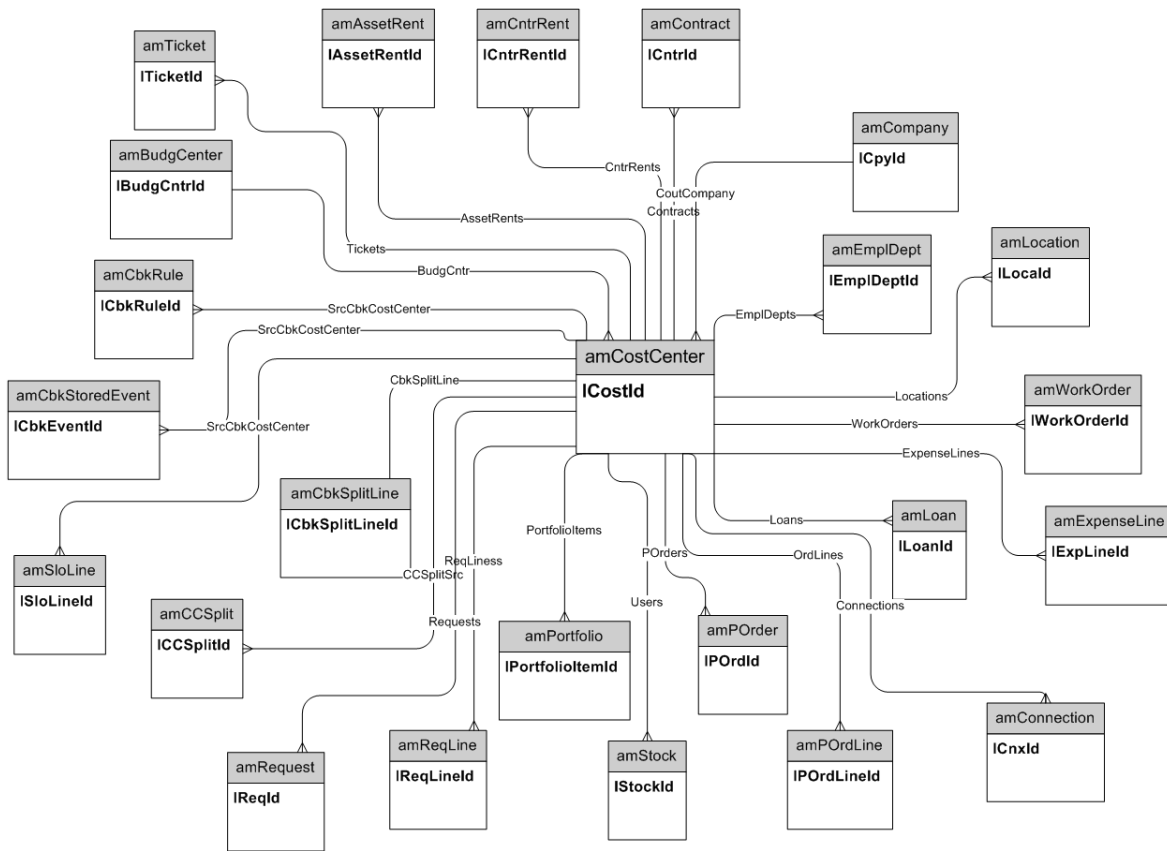 amAssetRent
lAssetRentId
amCntrRent
lCntrRentId
amContract
lCntrId
amTicket
lTicketId
amCompany
lCpyId
amBudgCenter
lBudgCntrId
CntrRents
CoutCompany
Contracts
AssetRents
Tickets
BudgCntr
amEmplDept
lEmplDeptId
amLocation
lLocaId
amCbkRule
lCbkRuleId
SrcCbkCostCenter
EmplDepts
SrcCbkCostCenter
amCostCenter
lCostId
CbkSplitLine
amCbkStoredEvent
lCbkEventId
SrcCbkCostCenter
Locations
WorkOrders
amWorkOrder
lWorkOrderId
ExpenseLines
amCbkSplitLine
lCbkSplitLineId
PortfolioItems
Loans
amLoan
lLoanId
amExpenseLine
lExpLineId
ReqLiness
CCSplitSrc
POrders
OrdLines
amSloLine
lSloLineId
Users
Connections
Requests
amCCSplit
lCCSplitId
amPortfolio
lPortfolioItemId
amPOrder
lPOrdId
amConnection
lCnxId
amRequest
lReqId
amReqLine
lReqLineId
amStock
lStockId
amPOrdLine
lPOrdLineId